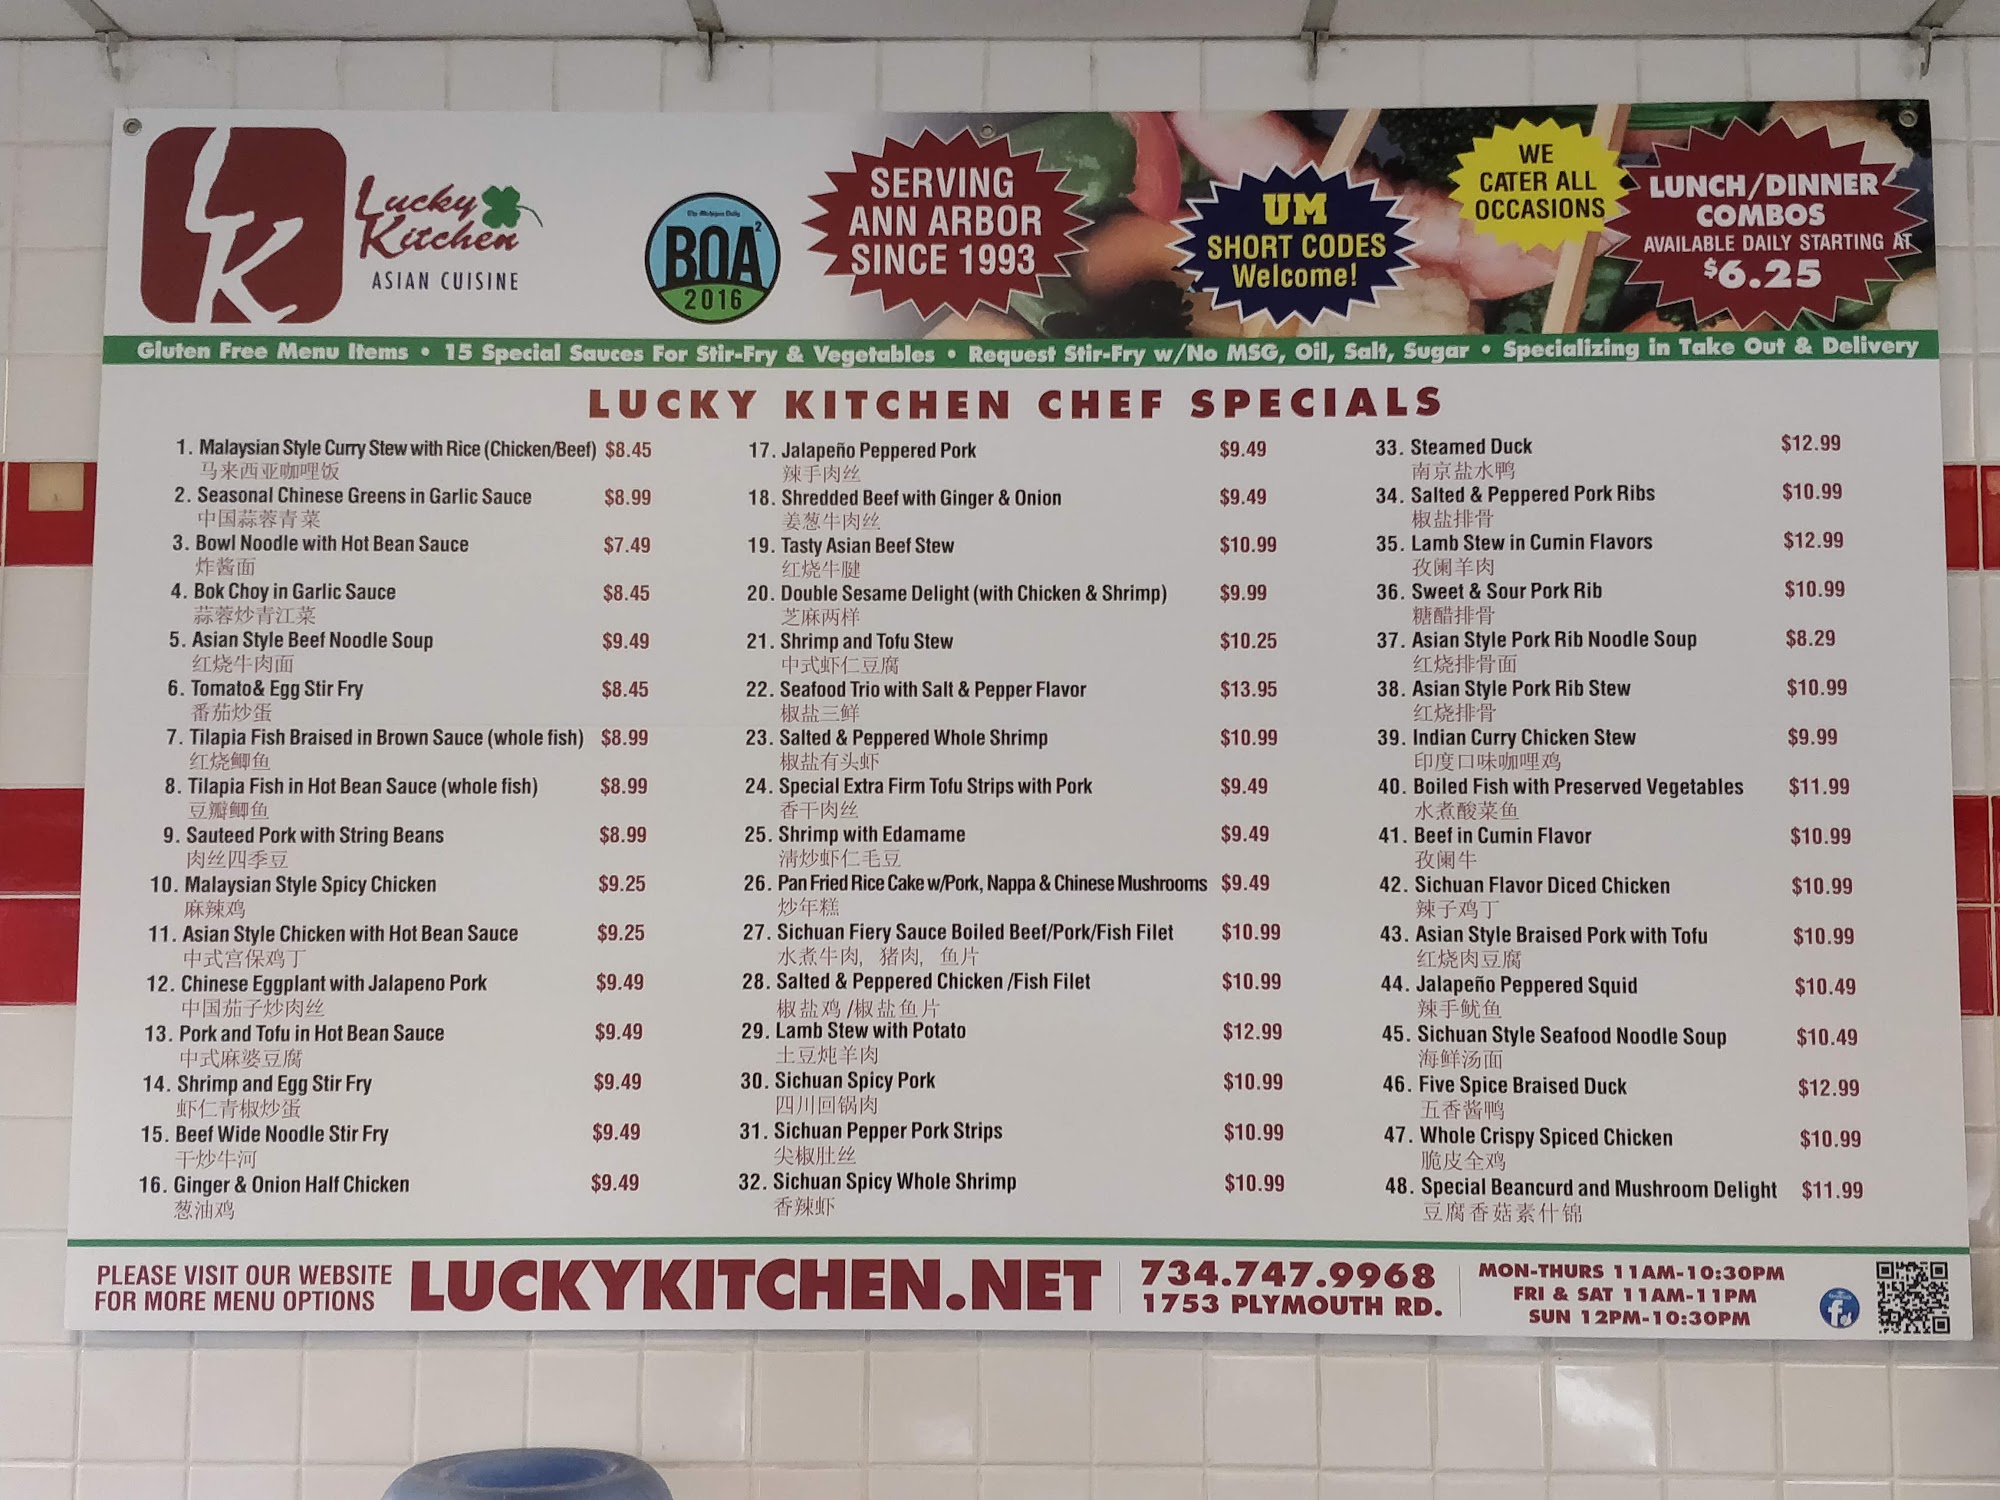 LK
Lucky
Kitchen
ASIAN CUISINE
The Michigan Daily
BOA2
2016
SERVING
ANN ARBOR
SINCE 1993
UM
SHORT CODES
Welcome!
WE
CATER ALL
OCCASIONS
LUNCH/DINNER
COMBOS
AVAILABLE DAILY STARTING AT
$6.25
Gluten Free Menu Items • 15 Special Sauces For Stir-Fry & Vegetables • Request Stir-Fry w/No MSG, Oil, Salt, Sugar • Specializing in Take Out & Delivery
LUCKY KITCHEN CHEF SPECIALS
1. Malaysian Style Curry Stew with Rice (Chicken/Beef) $8.45
马来西亚咖哩饭
2. Seasonal Chinese Greens in Garlic Sauce $8.99
中国蒜蓉青菜
3. Bowl Noodle with Hot Bean Sauce $7.49
炸酱面
4. Bok Choy in Garlic Sauce $8.45
蒜蓉炒青江菜
5. Asian Style Beef Noodle Soup $9.49
红烧牛肉面
6. Tomato& Egg Stir Fry $8.45
番茄炒蛋
7. Tilapia Fish Braised in Brown Sauce (whole fish) $8.99
红烧鲫鱼
8. Tilapia Fish in Hot Bean Sauce (whole fish) $8.99
豆瓣鲫鱼
9. Sauteed Pork with String Beans $8.99
肉丝四季豆
10. Malaysian Style Spicy Chicken $9.25
麻辣鸡
11. Asian Style Chicken with Hot Bean Sauce $9.25
中式宫保鸡丁
12. Chinese Eggplant with Jalapeno Pork $9.49
中国茄子炒肉丝
13. Pork and Tofu in Hot Bean Sauce $9.49
中式麻婆豆腐
14. Shrimp and Egg Stir Fry $9.49
虾仁青椒炒蛋
15. Beef Wide Noodle Stir Fry $9.49
干炒牛河
16. Ginger & Onion Half Chicken $9.49
葱油鸡
17. Jalapeño Peppered Pork $9.49
辣手肉丝
18. Shredded Beef with Ginger & Onion $9.49
姜葱牛肉丝
19. Tasty Asian Beef Stew $10.99
红烧牛腱
20. Double Sesame Delight (with Chicken & Shrimp) $9.99
芝麻两样
21. Shrimp and Tofu Stew $10.25
中式虾仁豆腐
22. Seafood Trio with Salt & Pepper Flavor $13.95
椒盐三鲜
23. Salted & Peppered Whole Shrimp $10.99
椒盐有头虾
24. Special Extra Firm Tofu Strips with Pork $9.49
香干肉丝
25. Shrimp with Edamame $9.49
清炒虾仁毛豆
26. Pan Fried Rice Cake w/Pork, Nappa & Chinese Mushrooms $9.49
炒年糕
27. Sichuan Fiery Sauce Boiled Beef/Pork/Fish Filet $10.99
水煮牛肉, 猪肉, 鱼片
28. Salted & Peppered Chicken /Fish Filet $10.99
椒盐鸡 /椒盐鱼片
29. Lamb Stew with Potato $12.99
土豆炖羊肉
30. Sichuan Spicy Pork $10.99
四川回锅肉
31. Sichuan Pepper Pork Strips $10.99
尖椒肚丝
32. Sichuan Spicy Whole Shrimp $10.99
香辣虾
33. Steamed Duck $12.99
南京盐水鸭
34. Salted & Peppered Pork Ribs $10.99
椒盐排骨
35. Lamb Stew in Cumin Flavors $12.99
孜阑羊肉
36. Sweet & Sour Pork Rib $10.99
糖醋排骨
37. Asian Style Pork Rib Noodle Soup $8.29
红烧排骨面
38. Asian Style Pork Rib Stew $10.99
红烧排骨
39. Indian Curry Chicken Stew $9.99
印度口味咖哩鸡
40. Boiled Fish with Preserved Vegetables $11.99
水煮酸菜鱼
41. Beef in Cumin Flavor $10.99
孜阑牛
42. Sichuan Flavor Diced Chicken $10.99
辣子鸡丁
43. Asian Style Braised Pork with Tofu $10.99
红烧肉豆腐
44. Jalapeño Peppered Squid $10.49
辣手鱿鱼
45. Sichuan Style Seafood Noodle Soup $10.49
海鲜汤面
46. Five Spice Braised Duck $12.99
五香酱鸭
47. Whole Crispy Spiced Chicken $10.99
脆皮全鸡
48. Special Beancurd and Mushroom Delight $11.99
豆腐香菇素什锦
PLEASE VISIT OUR WEBSITE
FOR MORE MENU OPTIONS
LUCKYKITCHEN.NET
734.747.9968
1753 PLYMOUTH RD.
MON-THURS 11AM-10:30PM
FRI & SAT 11AM-11PM
SUN 12PM-10:30PM